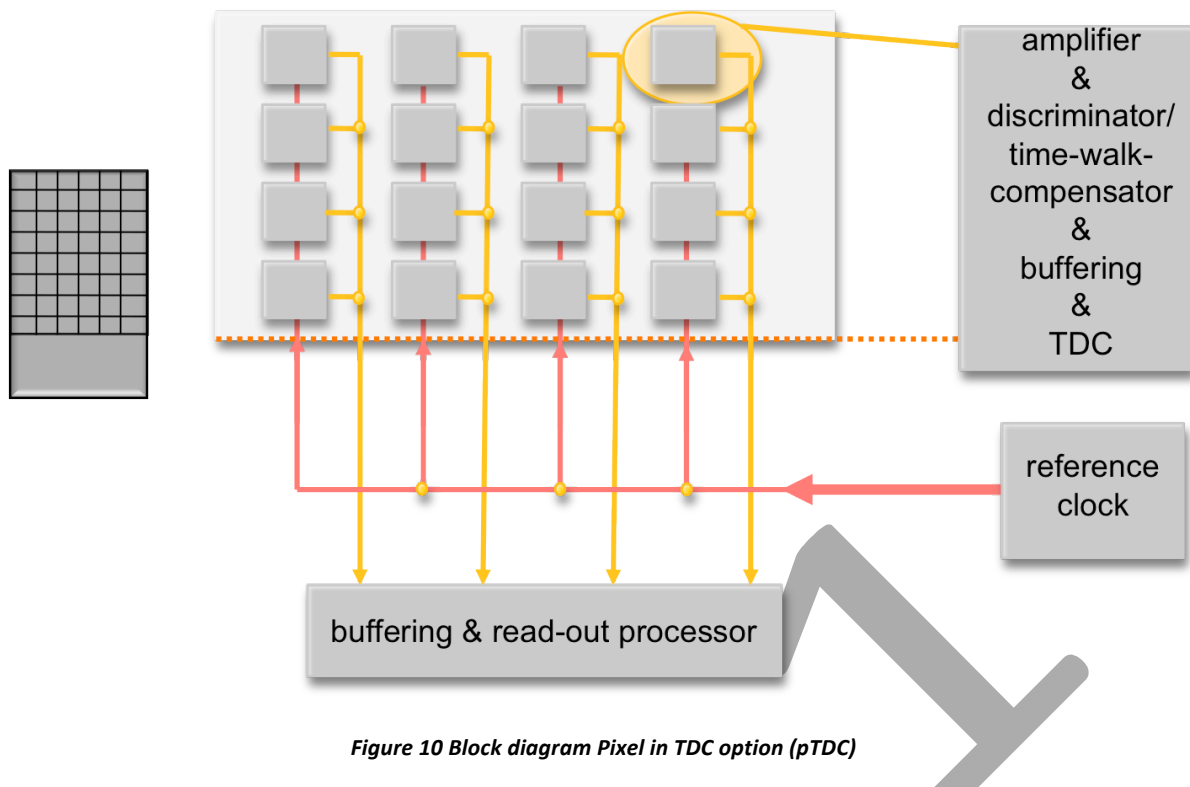 amplifier
&
discriminator/
time-walk-
compensator
&
buffering
&
TDC
reference
clock
buffering & read-out processor
Figure 10 Block diagram Pixel in TDC option (pTDC)